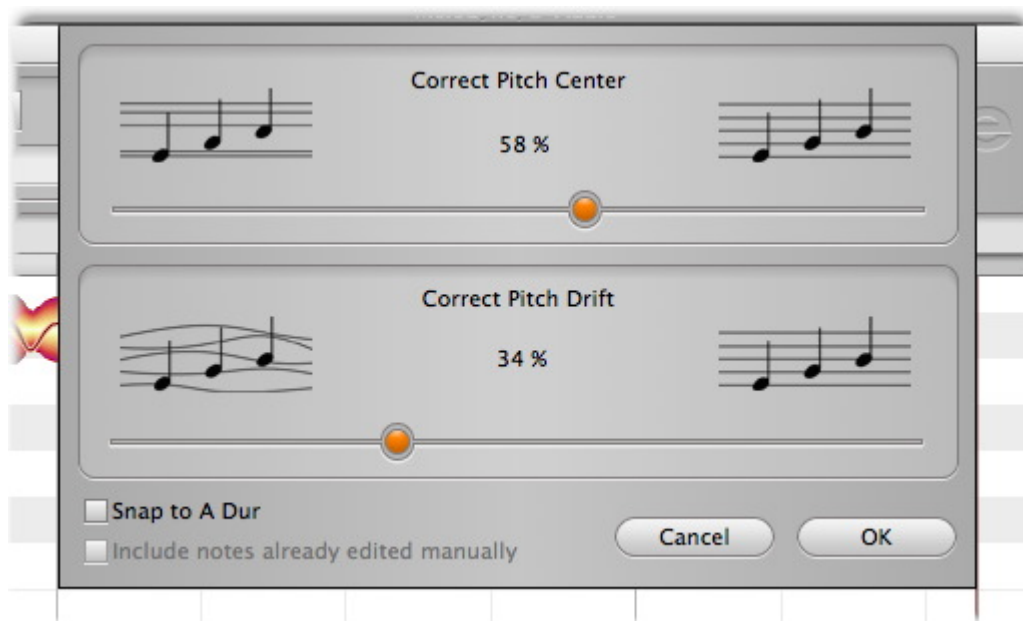 Correct Pitch Center
58 %
Correct Pitch Drift
34 %
Snap to A Dur
Include notes already edited manually
Cancel
OK